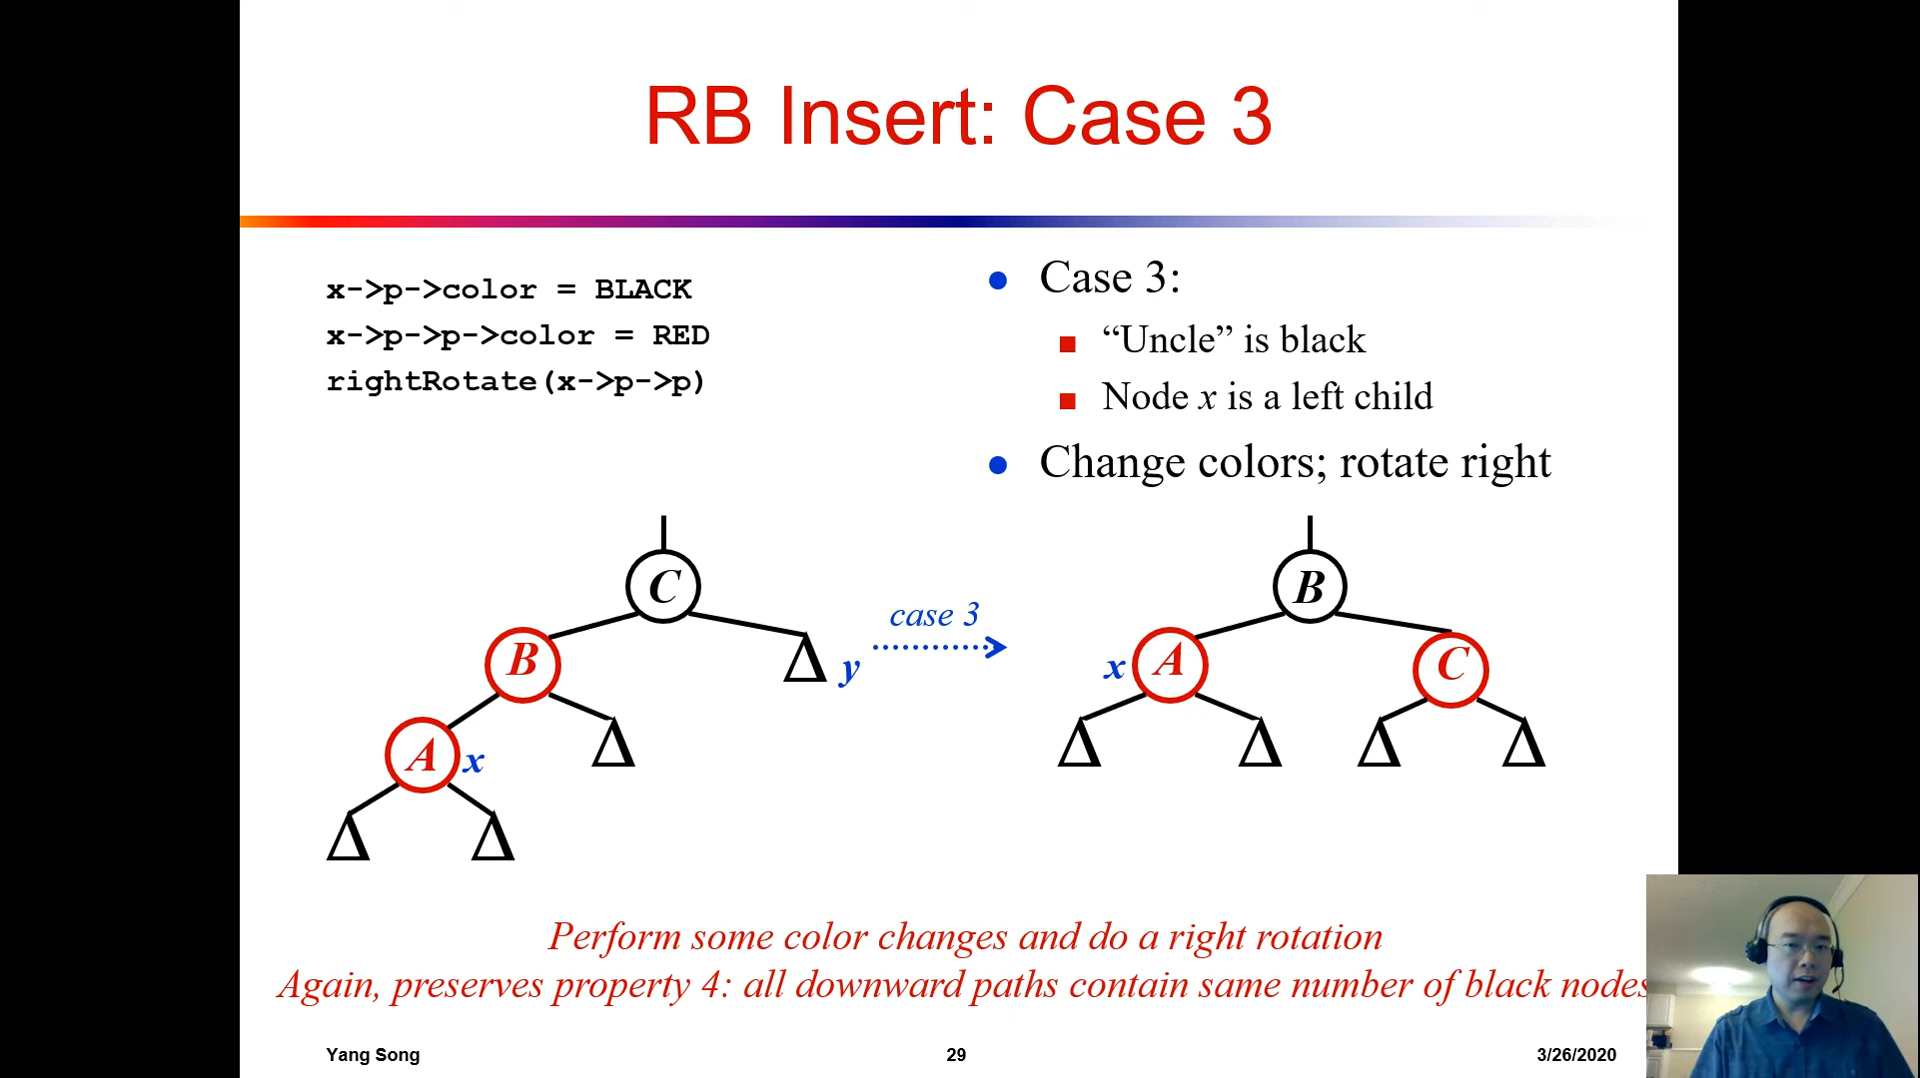 RB Insert: Case 3
x->p->color = BLACK
x->p->p->color = RED
rightRotate(x->p->p)
Case 3:
“Uncle” is black
Node x is a left child
Change colors; rotate right
C
B
A x
Δ
Δ
Δ
Δ y
case 3
B
x A
C
Δ
Δ
Δ
Δ
Perform some color changes and do a right rotation
Again, preserves property 4: all downward paths contain same number of black nodes
Yang Song
29
3/26/2020